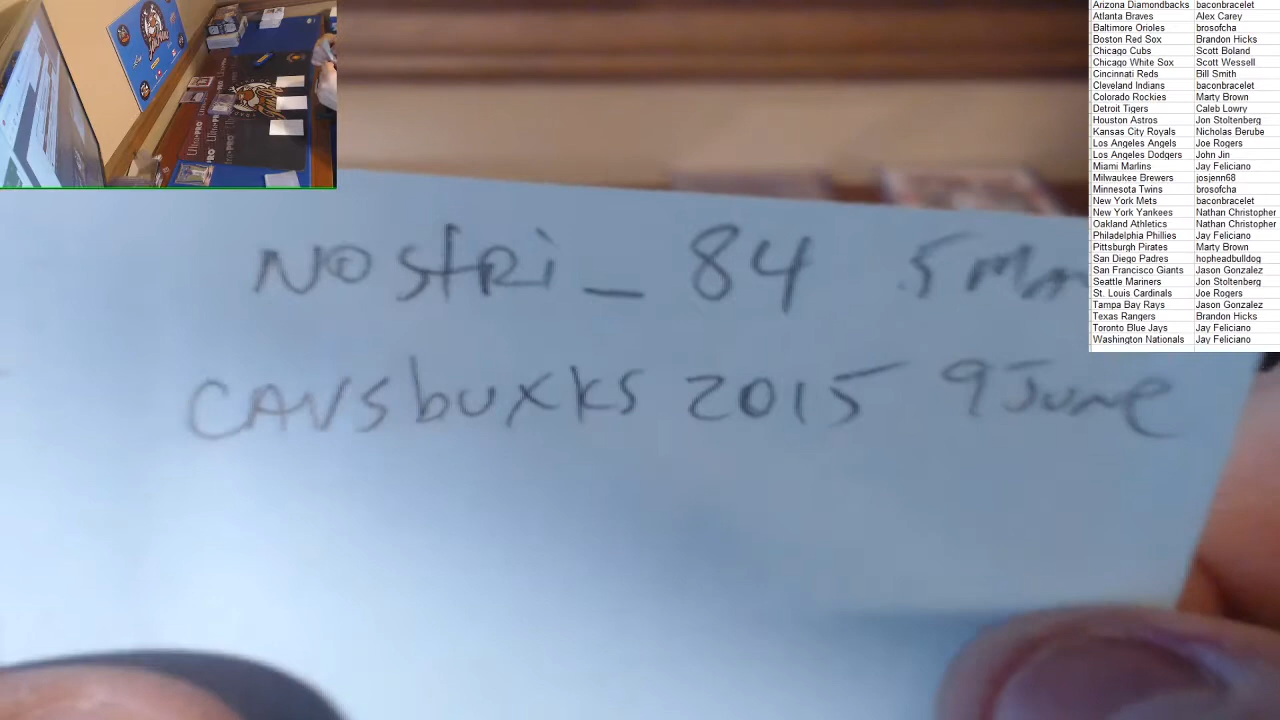 Arizona Diamondbacks baconbracelet
Atlanta Braves Alex Carey
Baltimore Orioles brosofcha
Boston Red Sox Brandon Hicks
Chicago Cubs Scott Boland
Chicago White Sox Scott Wessell
Cincinnati Reds Bill Smith
Cleveland Indians baconbracelet
Colorado Rockies Marty Brown
Detroit Tigers Caleb Lowry
Houston Astros Jon Stoltenberg
Kansas City Royals Nicholas Berube
Los Angeles Angels Joe Rogers
Los Angeles Dodgers John Jin
Miami Marlins Jay Feliciano
Milwaukee Brewers josjenn68
Minnesota Twins brosofcha
New York Mets baconbracelet
New York Yankees Nathan Christopher
Oakland Athletics Nathan Christopher
Philadelphia Phillies Jay Feliciano
Pittsburgh Pirates Marty Brown
San Diego Padres hopheadbulldog
San Francisco Giants Jason Gonzalez
Seattle Mariners Jon Stoltenberg
St. Louis Cardinals Joe Rogers
Tampa Bay Rays Jason Gonzalez
Texas Rangers Brandon Hicks
Toronto Blue Jays Jay Feliciano
Washington Nationals Jay Feliciano
NOStRi_84 5
CAVSbuxkS 2015 9 June